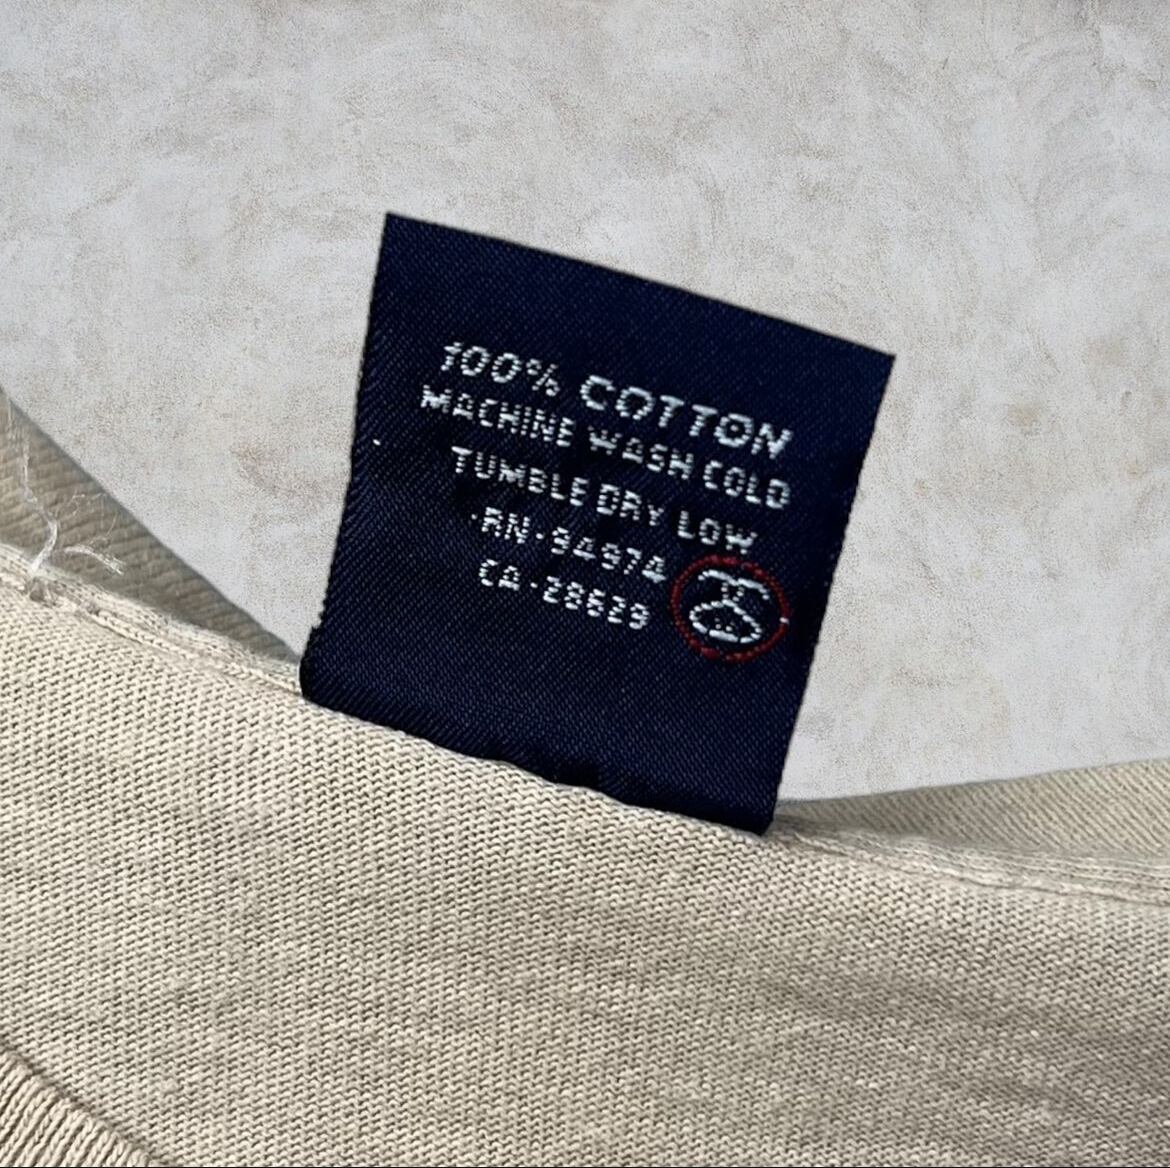 100% COTTON
MACHINE WASH COLD
TUMBLE DRY LOW
·RN·94974
CA·28629